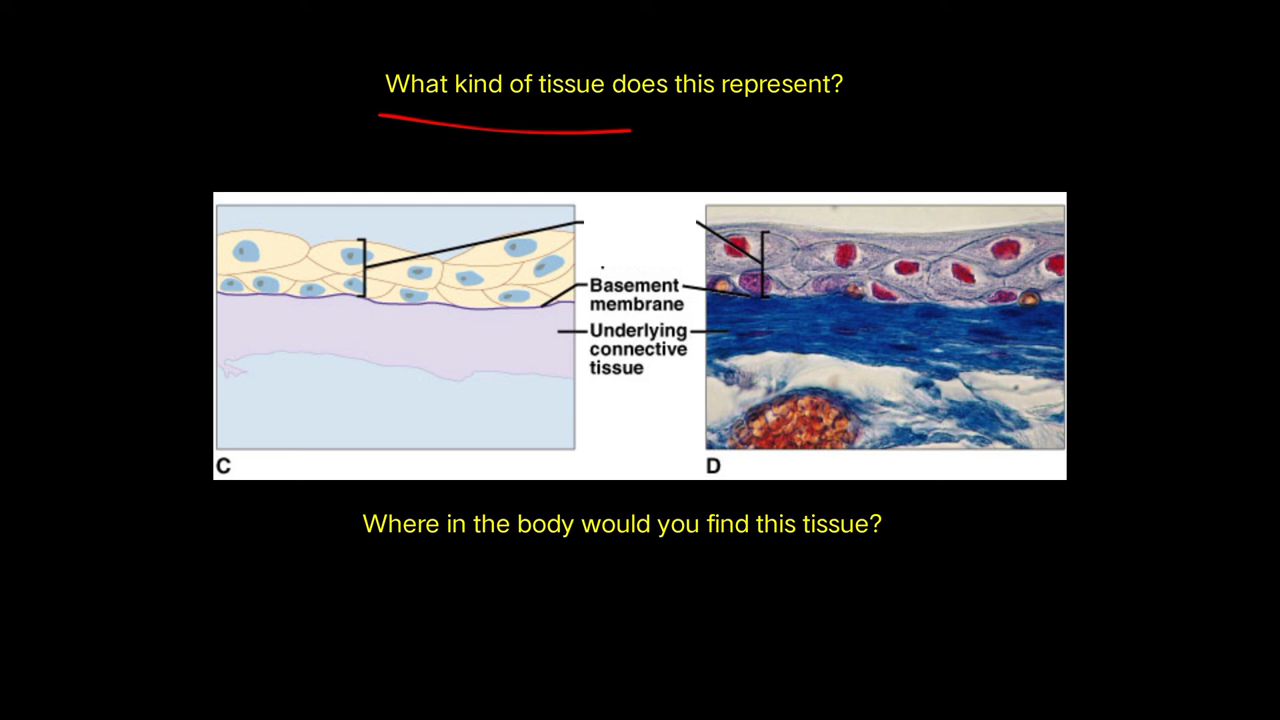 What kind of tissue does this represent?
Basement
membrane
Underlying
connective
tissue
C
D
Where in the body would you find this tissue?